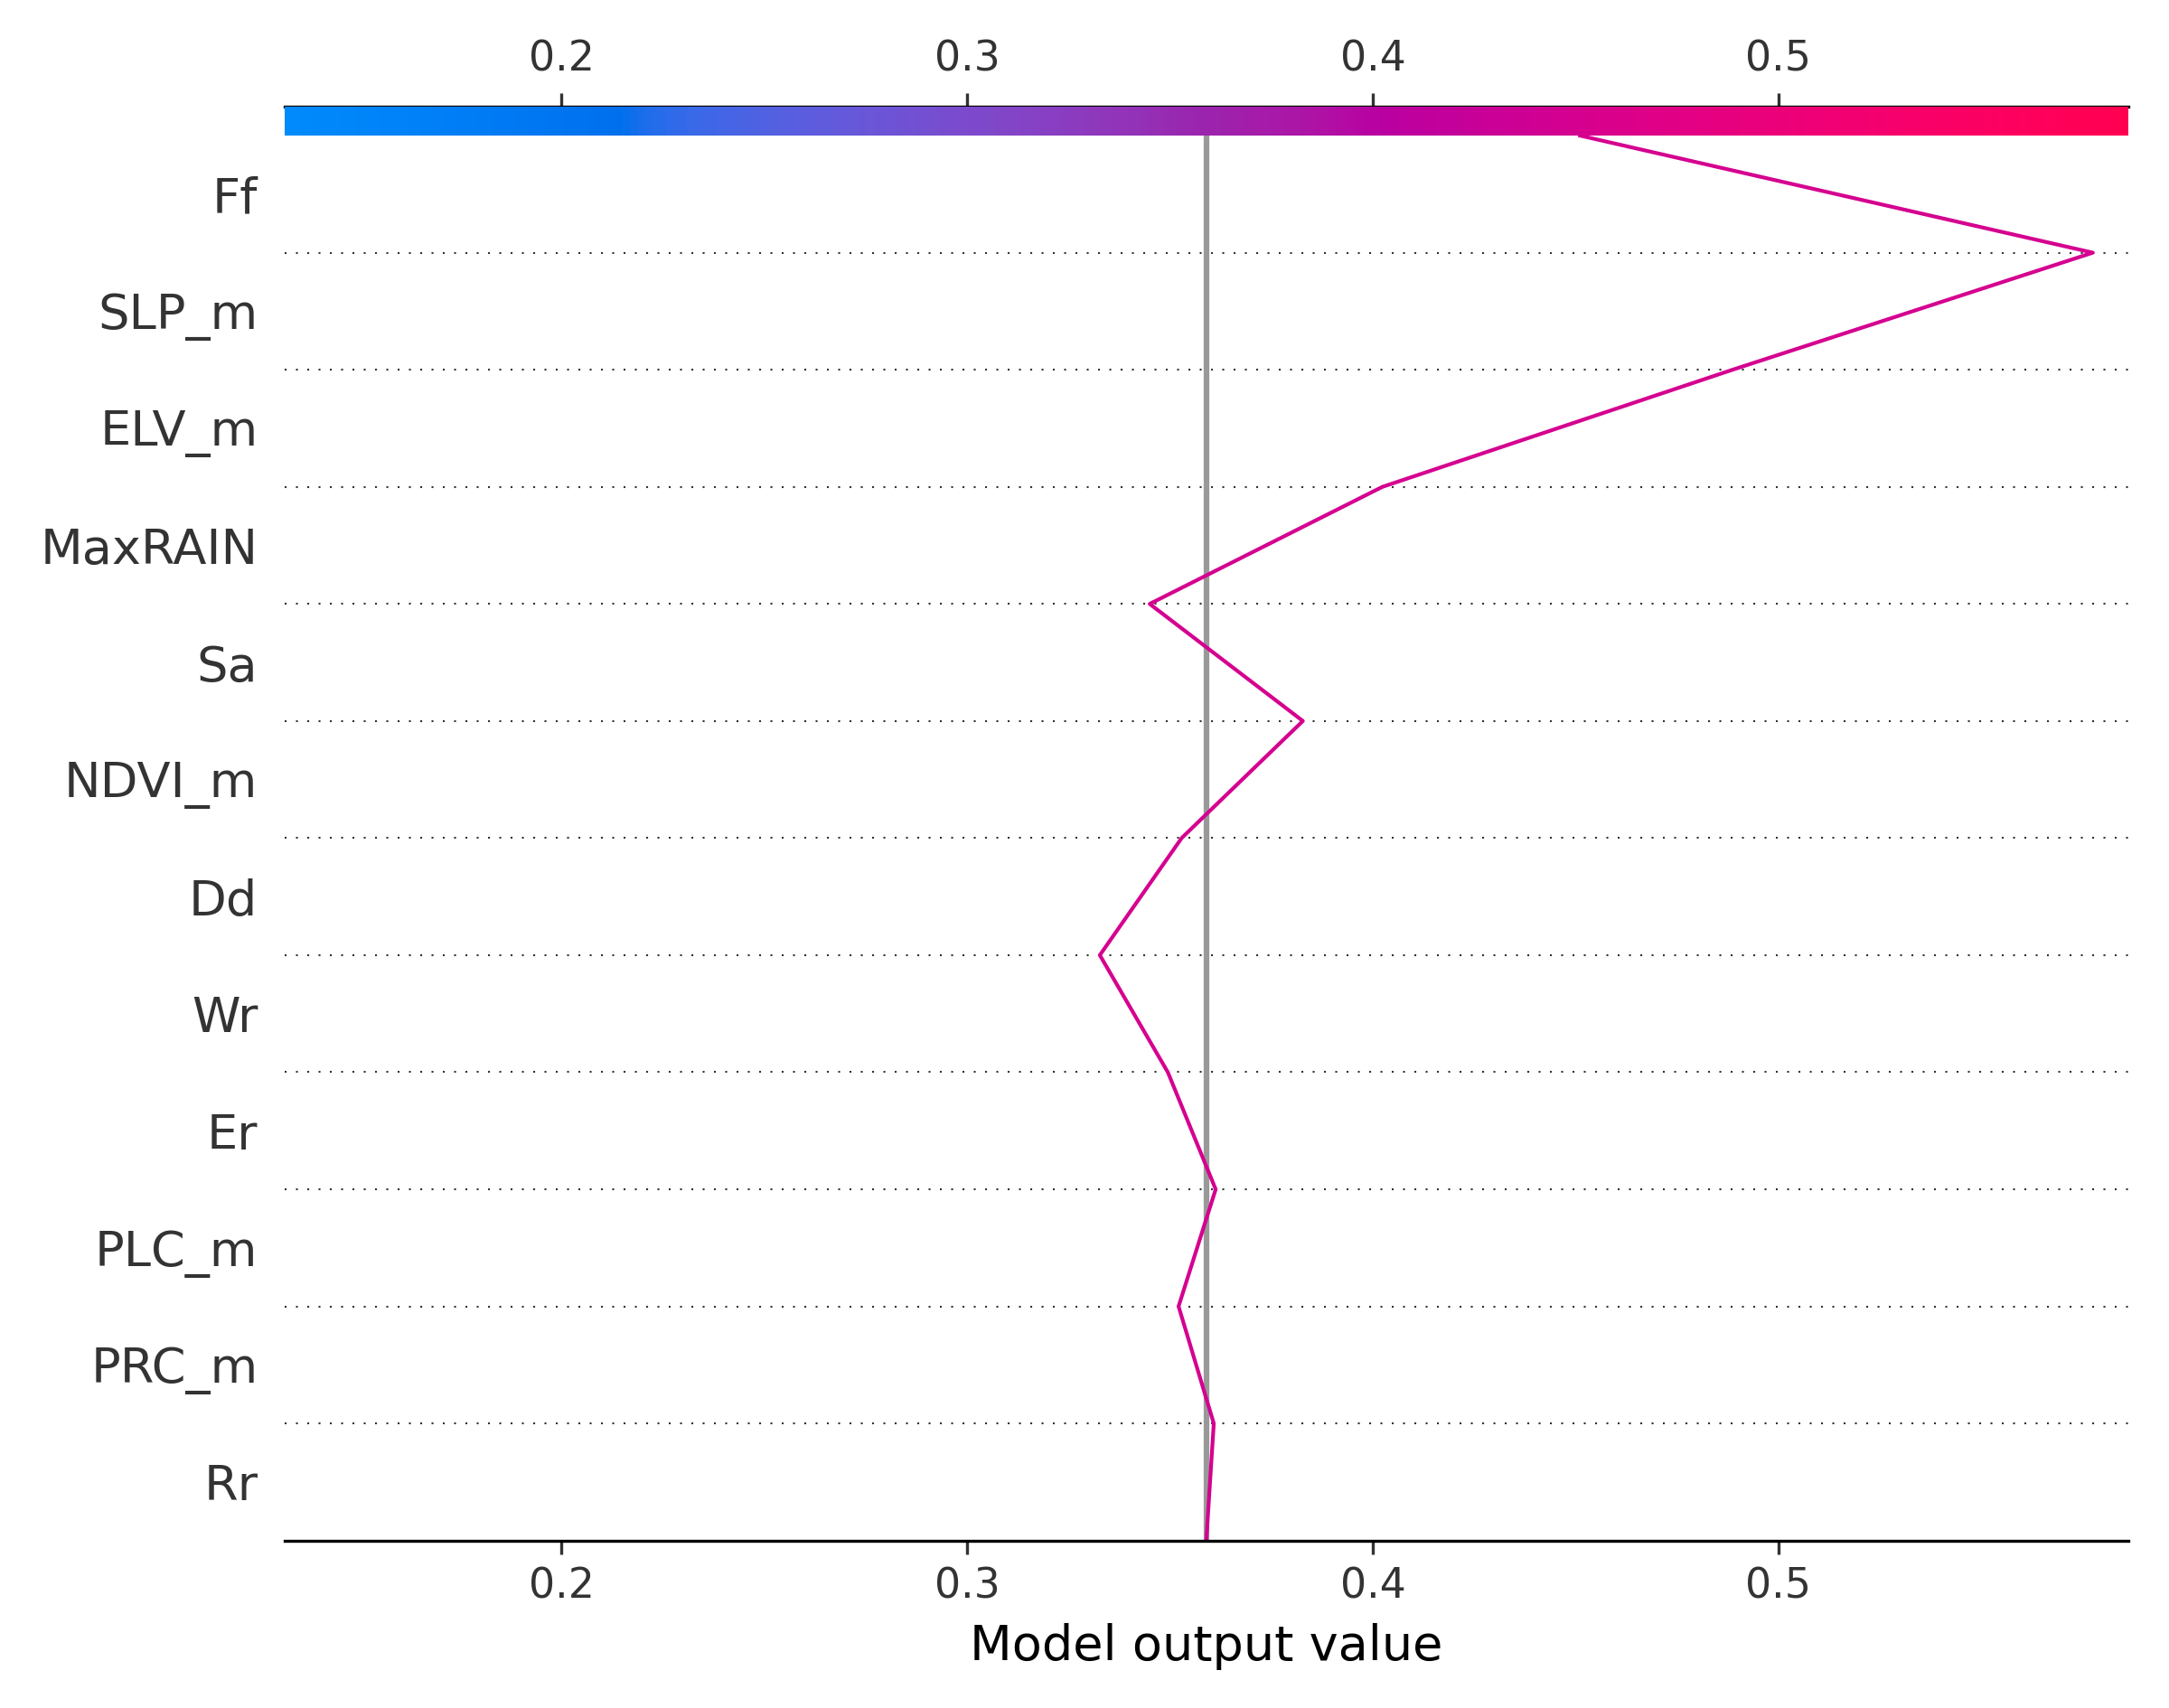 0.2 0.3 0.4 0.5
Ff
SLP_m
ELV_m
MaxRAIN
Sa
NDVI_m
Dd
Wr
Er
PLC_m
PRC_m
Rr
0.2 0.3 0.4 0.5
Model output value